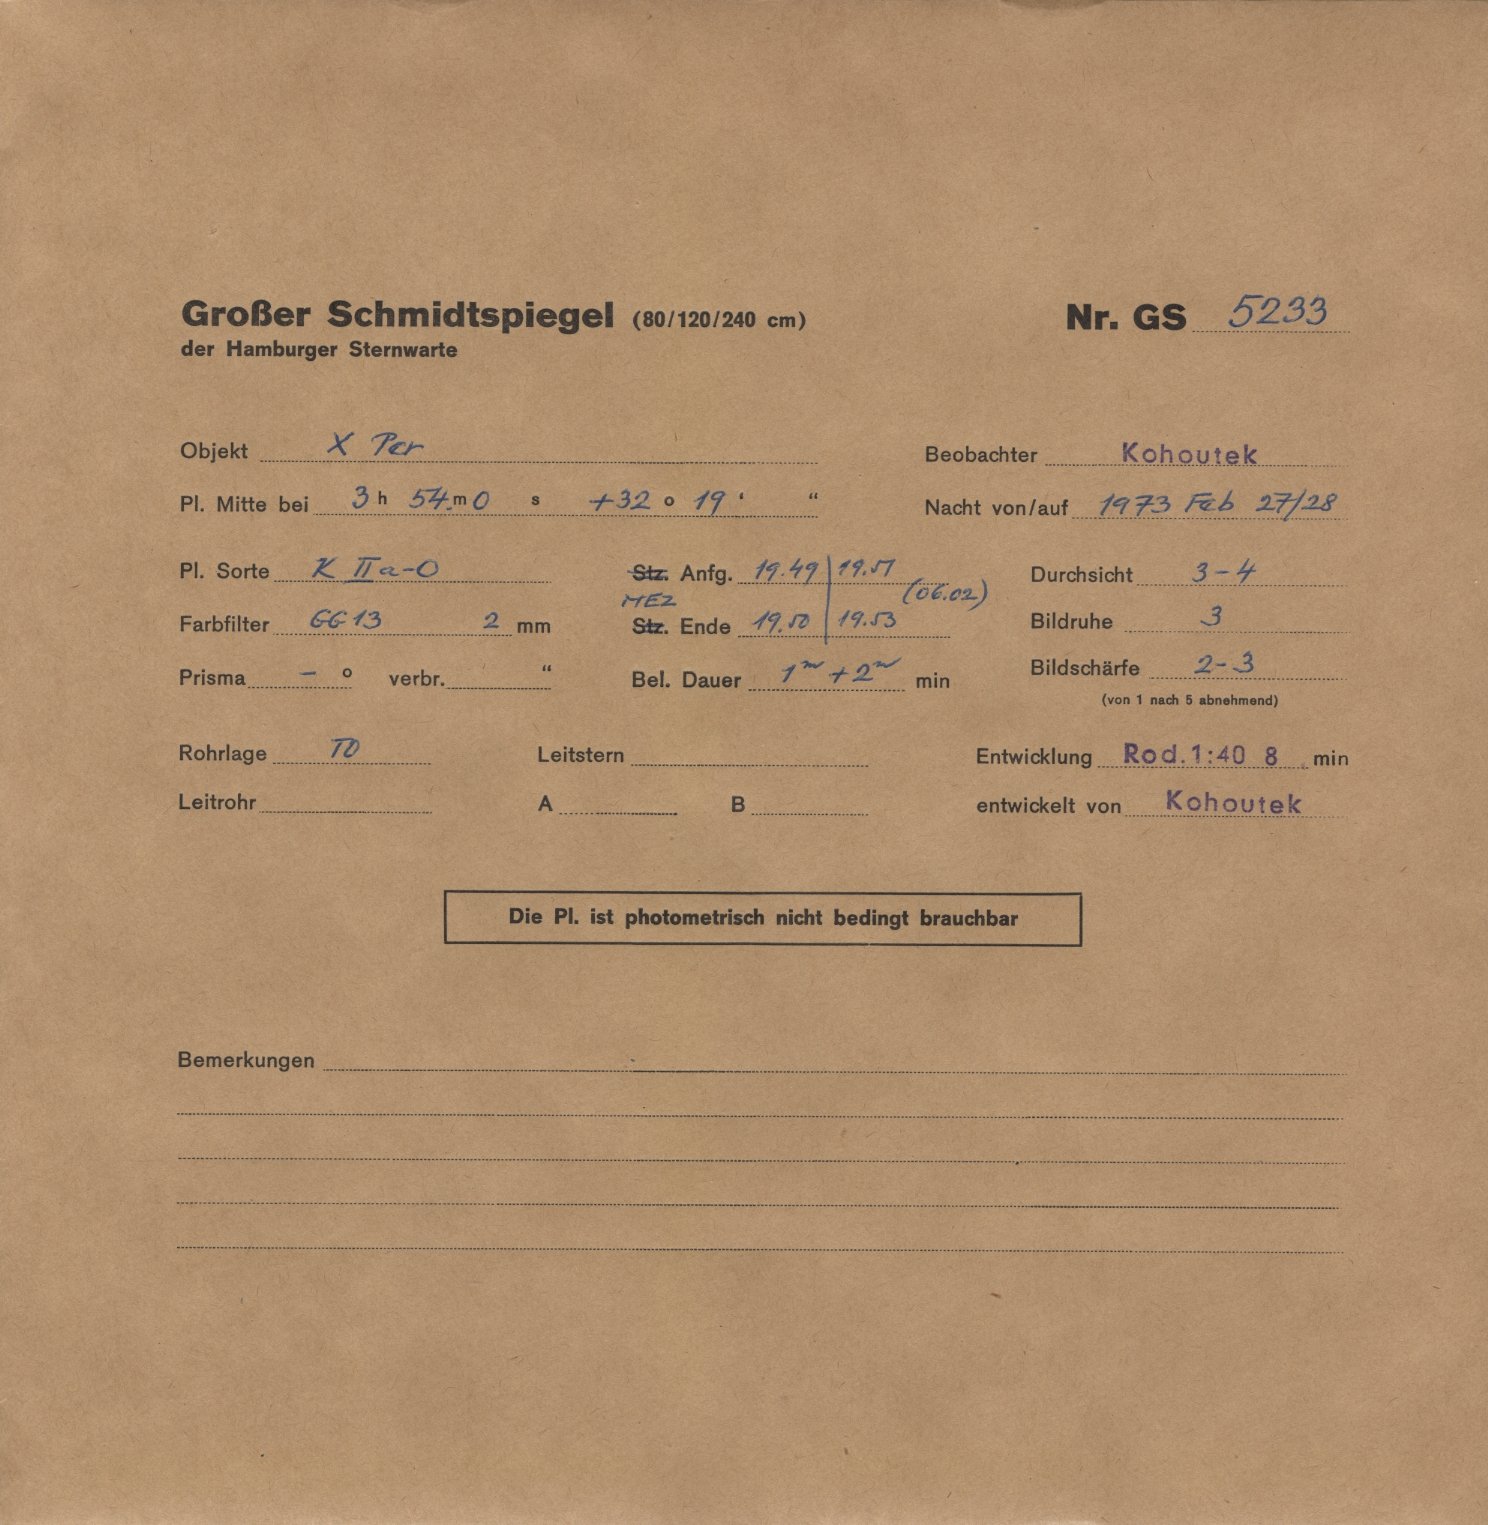 Großer Schmidtspiegel (80/120/240 cm) Nr. GS 5233
der Hamburger Sternwarte
Objekt X Per Beobachter Kohoutek
Pl. Mitte bei 3 h 54. m 0 s +32 o 19 ' " Nacht von/auf 1973 Feb 27/28
Pl. Sorte K IIa-O Stz. Anfg. 19.49 | 19.51 Durchsicht 3-4
MEZ (06.02)
Farbfilter GG 13 2 mm Stz. Ende 19.50 | 19.53 Bildruhe 3
Prisma - o verbr. " Bel. Dauer 1m + 2m min Bildschärfe 2-3
(von 1 nach 5 abnehmend)
Rohrlage TO Leitstern Entwicklung Rod. 1:40 8 min
Leitrohr A B entwickelt von Kohoutek
Die Pl. ist photometrisch nicht bedingt brauchbar
Bemerkungen